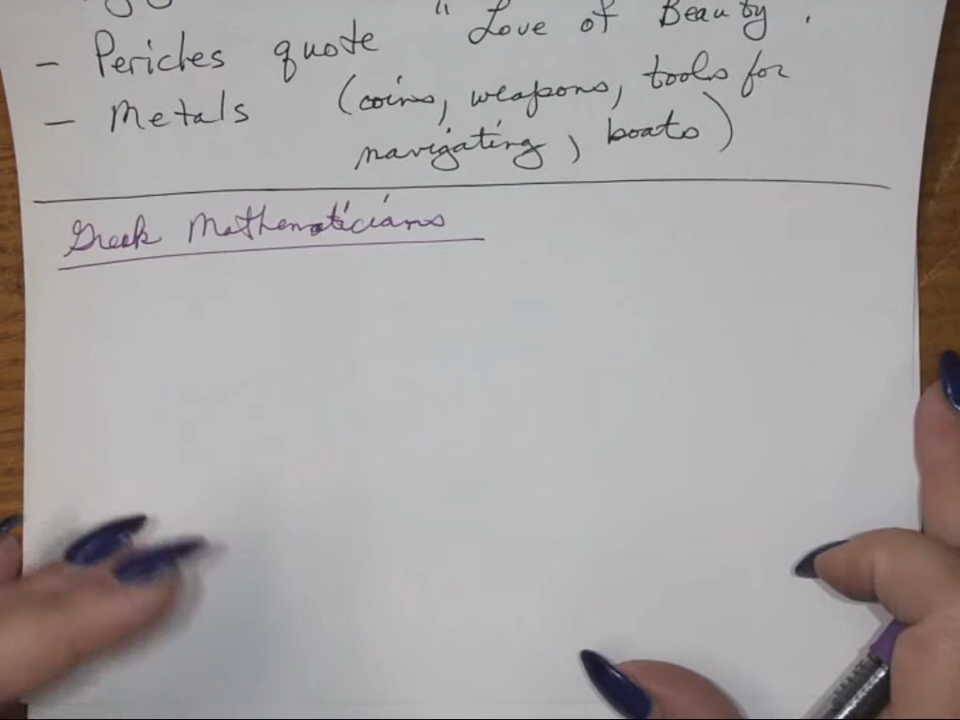 - Pericles quote " Love of Beauty .
- Metals (coins, weapons, tools for
navigating, boats)
Greek Mathematicians